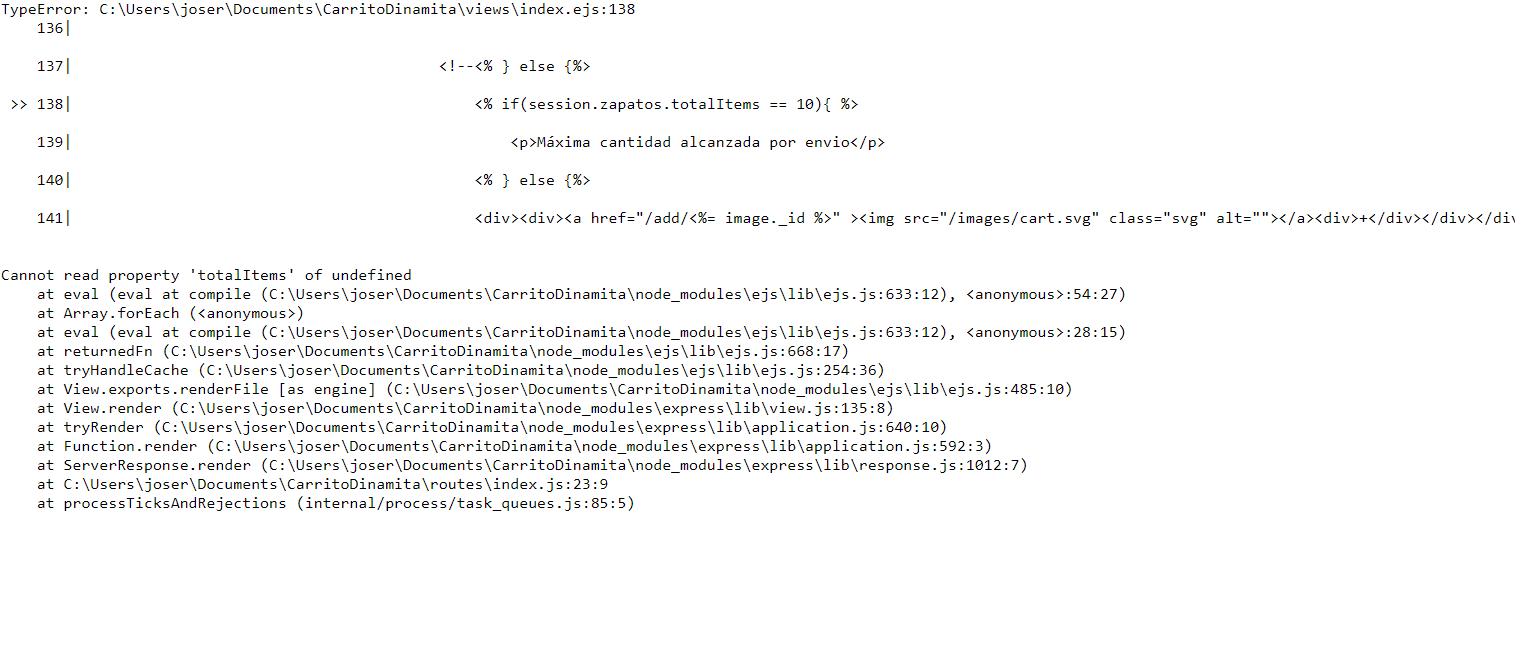 TypeError: C:\Users\joser\Documents\CarritoDinamita\views\index.ejs:138
136|
137| <!--<% } else {%>
>> 138| <% if(session.zapatos.totalItems == 10){ %>
139| <p>Máxima cantidad alcanzada por envio</p>
140| <% } else {%>
141| <div><div><a href="/add/<%= image._id %>" ><img src="/images/cart.svg" class="svg" alt=""></a><div>+</div></div></div
Cannot read property 'totalItems' of undefined
at eval (eval at compile (C:\Users\joser\Documents\CarritoDinamita\node_modules\ejs\lib\ejs.js:633:12), <anonymous>:54:27)
at Array.forEach (<anonymous>)
at eval (eval at compile (C:\Users\joser\Documents\CarritoDinamita\node_modules\ejs\lib\ejs.js:633:12), <anonymous>:28:15)
at returnedFn (C:\Users\joser\Documents\CarritoDinamita\node_modules\ejs\lib\ejs.js:668:17)
at tryHandleCache (C:\Users\joser\Documents\CarritoDinamita\node_modules\ejs\lib\ejs.js:254:36)
at View.exports.renderFile [as engine] (C:\Users\joser\Documents\CarritoDinamita\node_modules\ejs\lib\ejs.js:485:10)
at View.render (C:\Users\joser\Documents\CarritoDinamita\node_modules\express\lib\view.js:135:8)
at tryRender (C:\Users\joser\Documents\CarritoDinamita\node_modules\express\lib\application.js:640:10)
at Function.render (C:\Users\joser\Documents\CarritoDinamita\node_modules\express\lib\application.js:592:3)
at ServerResponse.render (C:\Users\joser\Documents\CarritoDinamita\node_modules\express\lib\response.js:1012:7)
at C:\Users\joser\Documents\CarritoDinamita\routes\index.js:23:9
at processTicksAndRejections (internal/process/task_queues.js:85:5)